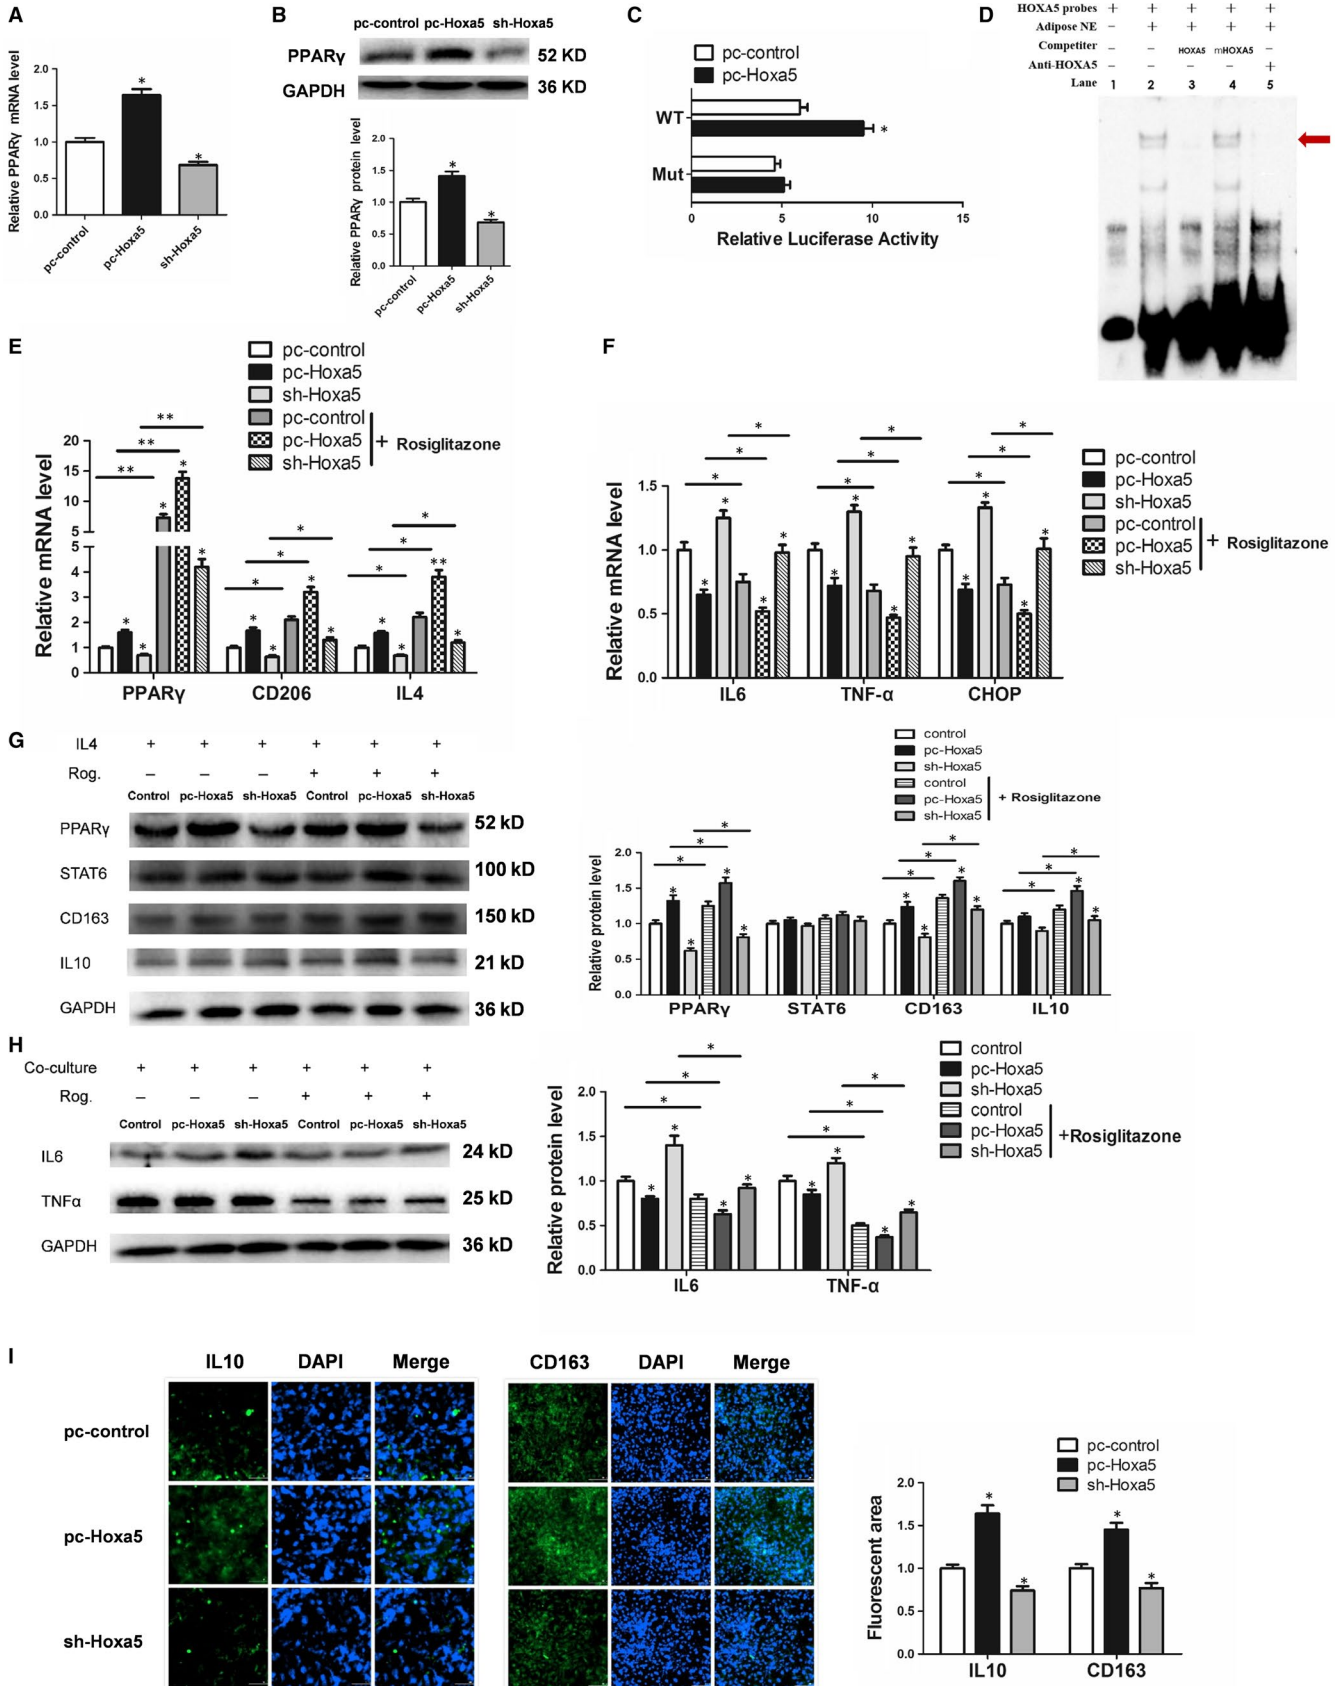 A
Relative PPARγ mRNA level
2.0
1.5
1.0
0.5
0.0
*
*
pc-control
pc-Hoxa5
sh-Hoxa5
B
pc-control pc-Hoxa5 sh-Hoxa5
PPARγ 52 KD
GAPDH 36 KD
Relative PPARγ protein level
2.0
1.5
1.0
0.5
0.0
*
*
pc-control
pc-Hoxa5
sh-Hoxa5
C
pc-control
pc-Hoxa5
WT
*
Mut
0 5 10 15
Relative Luciferase Activity
D
HOXA5 probes + + + + +
Adipose NE − + + + +
Competiter − − HOXA5 mHOXA5 −
Anti-HOXA5 − − − − +
Lane 1 2 3 4 5
E
pc-control
pc-Hoxa5
sh-Hoxa5
pc-control
pc-Hoxa5
sh-Hoxa5
+ Rosiglitazone
Relative mRNA level
20
15
10
5
5
4
3
2
1
0
** ** **
* * *
* * *
* * * * *
* * * *
* * ** *
PPARγ CD206 IL4
F
pc-control
pc-Hoxa5
sh-Hoxa5
pc-control
pc-Hoxa5
sh-Hoxa5
+ Rosiglitazone
Relative mRNA level
1.5
1.0
0.5
0.0
* * *
* * *
* * *
* * * *
* * * *
* * * *
IL6 TNF-α CHOP
G
IL4 + + + + + +
Rog. − − − + + +
Control pc-Hoxa5 sh-Hoxa5 Control pc-Hoxa5 sh-Hoxa5
PPARγ 52 kD
STAT6 100 kD
CD163 150 kD
IL10 21 kD
GAPDH 36 kD
control
pc-Hoxa5
sh-Hoxa5
control
pc-Hoxa5
sh-Hoxa5
+ Rosiglitazone
Relative protein level
2.0
1.5
1.0
0.5
0.0
* * *
* * *
* * *
* * * *
* * * *
* *
PPARγ STAT6 CD163 IL10
H
Co-culture + + + + + +
Rog. − − − + + +
Control pc-Hoxa5 sh-Hoxa5 Control pc-Hoxa5 sh-Hoxa5
IL6 24 kD
TNFα 25 kD
GAPDH 36 kD
control
pc-Hoxa5
sh-Hoxa5
control
pc-Hoxa5
sh-Hoxa5
+Rosiglitazone
Relative protein level
2.0
1.5
1.0
0.5
0.0
* * *
* * *
* * * *
* * * *
IL6 TNF-α
I
IL10 DAPI Merge CD163 DAPI Merge
pc-control
pc-Hoxa5
sh-Hoxa5
pc-control
pc-Hoxa5
sh-Hoxa5
Fluorescent area
2.0
1.5
1.0
0.5
0.0
* *
* *
IL10 CD163